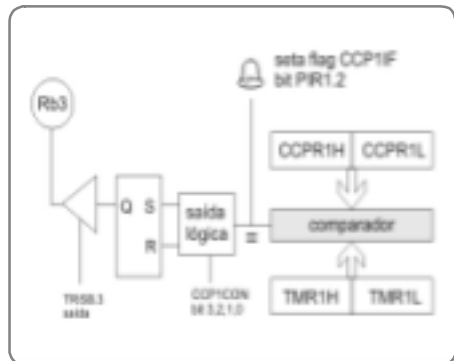 seta flag CCP1IF
bit PIR1.2
Rb3
CCPR1H CCPR1L
Q S
R
saída
lógica
=
comparador
TRISB.3
saída
CCP1CON
bit 3,2,1,0
TMR1H TMR1L